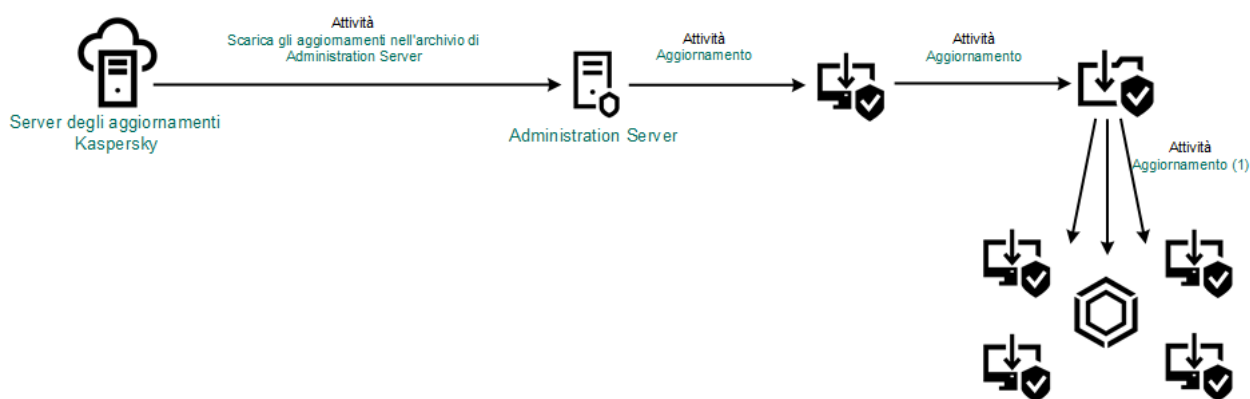 Attività
Scarica gli aggiornamenti nell'archivio di
Administration Server
Attività
Aggiornamento
Attività
Aggiornamento
Server degli aggiornamenti
Kaspersky
Administration Server
Attività
Aggiornamento (1)